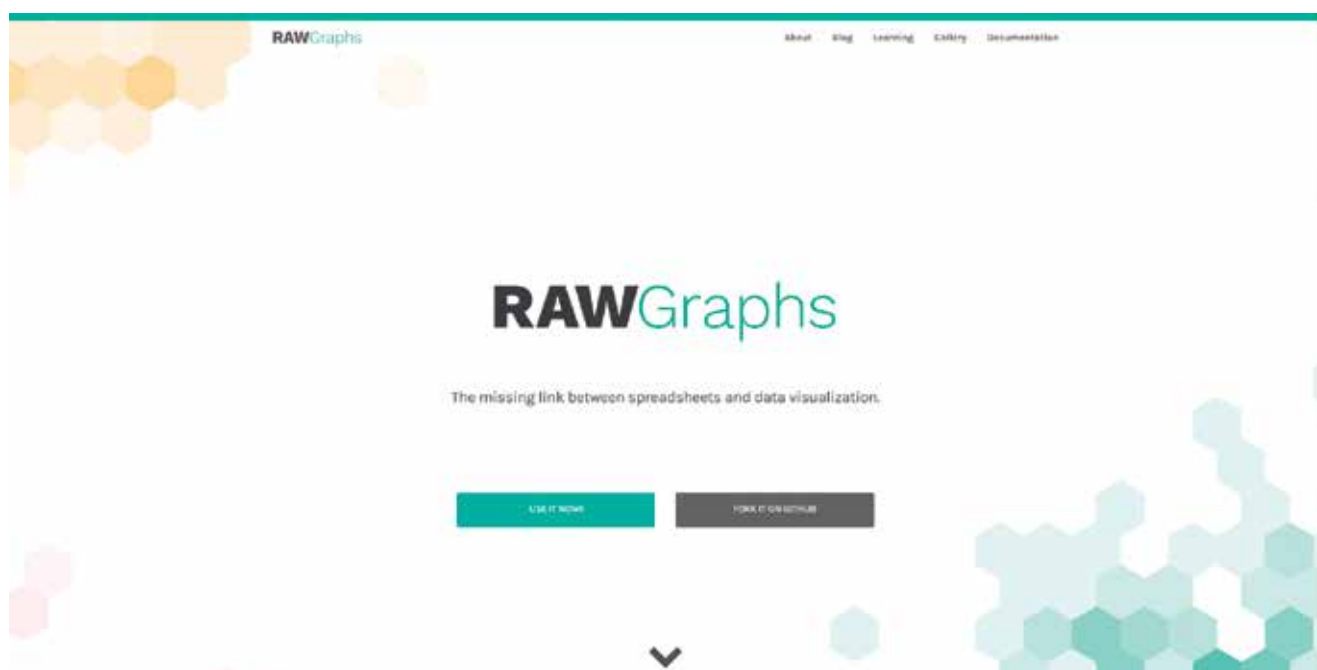 RAWGraphs
About Blog Learning Gallery Documentation
RAWGraphs
The missing link between spreadsheets and data visualization.
USE IT NOW!
FORK IT ON GITHUB